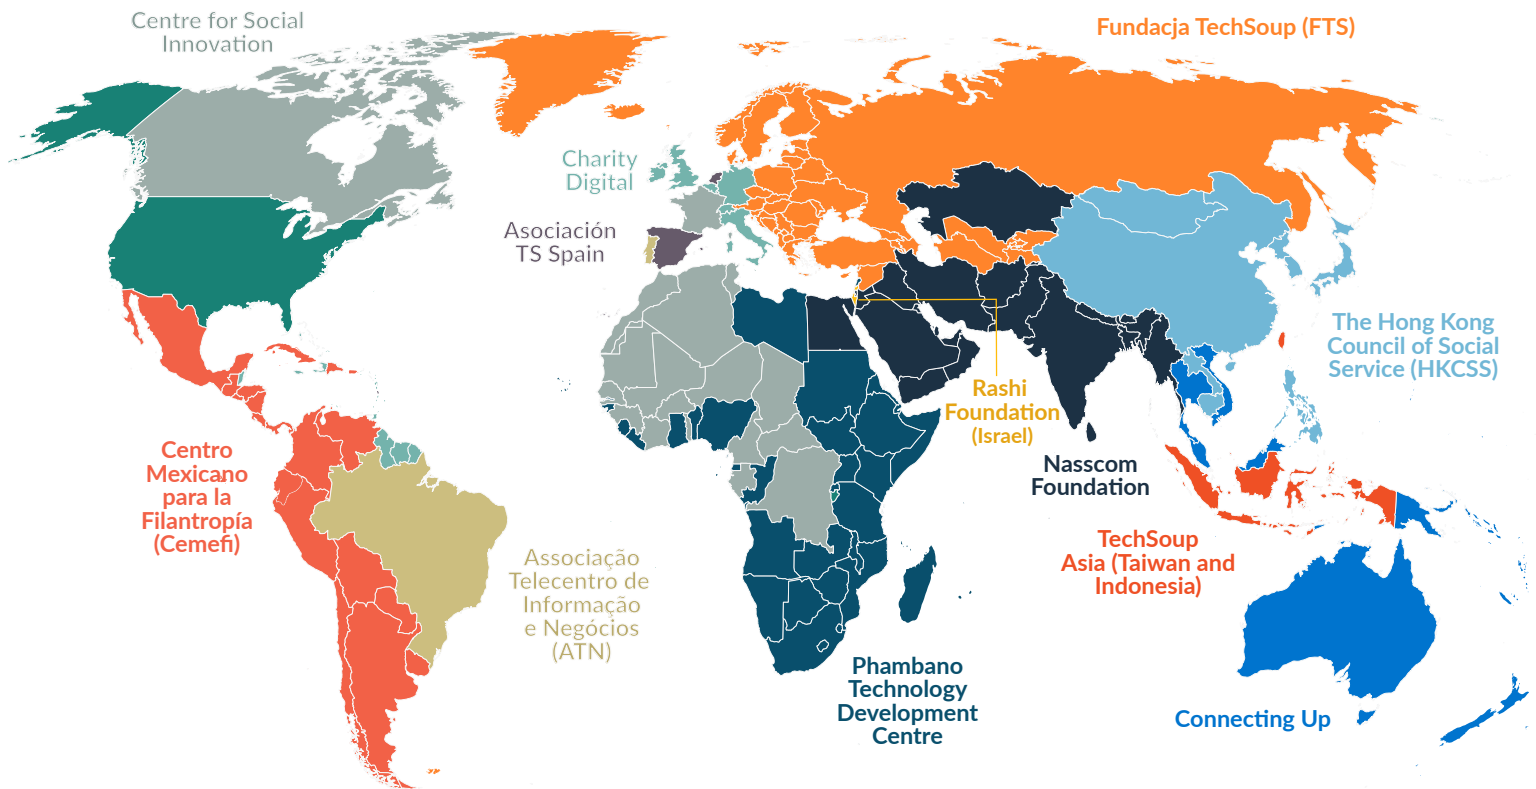 Centre for Social
Innovation
Fundacja TechSoup (FTS)
Charity
Digital
Asociación
TS Spain
The Hong Kong
Council of Social
Service (HKCSS)
Rashi
Foundation
(Israel)
Centro
Mexicano
para la
Filantropía
(Cemefi)
Nasscom
Foundation
TechSoup
Asia (Taiwan and
Indonesia)
Associação
Telecentro de
Informação
e Negócios
(ATN)
Phambano
Technology
Development
Centre
Connecting Up